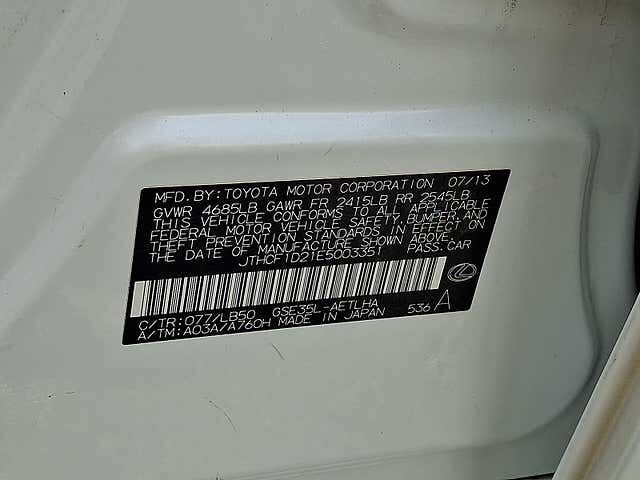 MFD. BY: TOYOTA MOTOR CORPORATION 07/13
GVWR 4685LB GAWR FR 2415LB RR 2545LB
THIS VEHICLE CONFORMS TO ALL APPLICABLE
FEDERAL MOTOR VEHICLE SAFETY, BUMPER, AND
THEFT PREVENTION STANDARDS IN EFFECT ON
THE DATE OF MANUFACTURE SHOWN ABOVE.
JTHCF1D21E5003351 PASS.CAR
C/TR: 077/LB50 GSE35L-AETLHA
A/TM: A03A/A760H MADE IN JAPAN 536 A